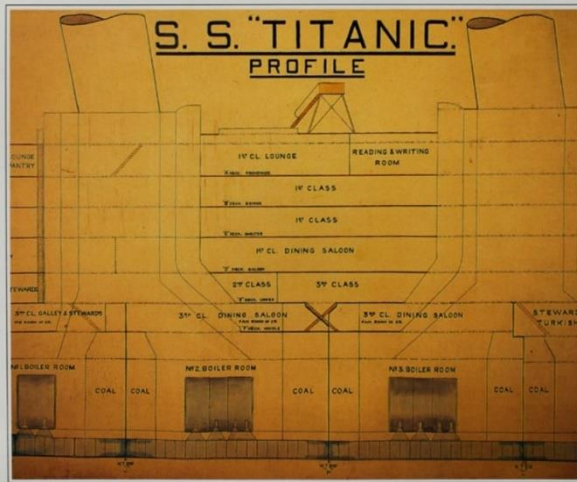 S. S. "TITANIC."
PROFILE
LOUNGE
PANTRY
1ST CL. LOUNGE
READING & WRITING
ROOM
1ST CLASS
1ST CLASS
1ST CL. DINING SALOON
2ND CLASS
3RD CLASS
STEWARDS
3RD CL. GALLEY & STEWARDS
3RD CL. DINING SALOON
3RD CL. DINING SALOON
STEWARD
TURKISH
No1. BOILER ROOM
No2. BOILER ROOM
No3. BOILER ROOM
COAL
COAL
COAL
COAL
COAL
COAL